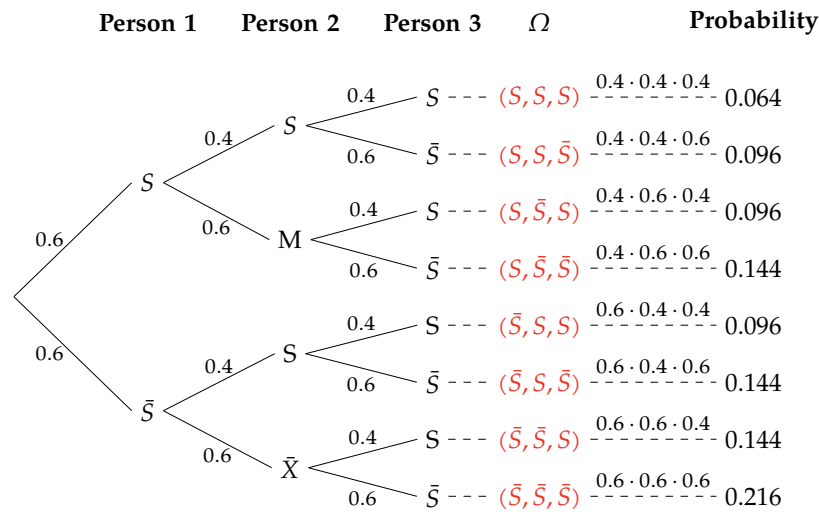 Person 1 Person 2 Person 3 Ω Probability
0.4 S (S, S, S) 0.4 · 0.4 · 0.4 0.064
0.4 S
0.6 S̄ (S, S, S̄) 0.4 · 0.4 · 0.6 0.096
0.6 S
0.4 S (S, S̄, S) 0.4 · 0.6 · 0.4 0.096
0.6 M
0.6 S̄ (S, S̄, S̄) 0.4 · 0.6 · 0.6 0.144
0.4 S (S̄, S, S) 0.6 · 0.4 · 0.4 0.096
0.4 S
0.6 S̄ (S̄, S, S̄) 0.6 · 0.4 · 0.6 0.144
0.6 S̄
0.4 S (S̄, S̄, S) 0.6 · 0.6 · 0.4 0.144
0.6 X̄
0.6 S̄ (S̄, S̄, S̄) 0.6 · 0.6 · 0.6 0.216